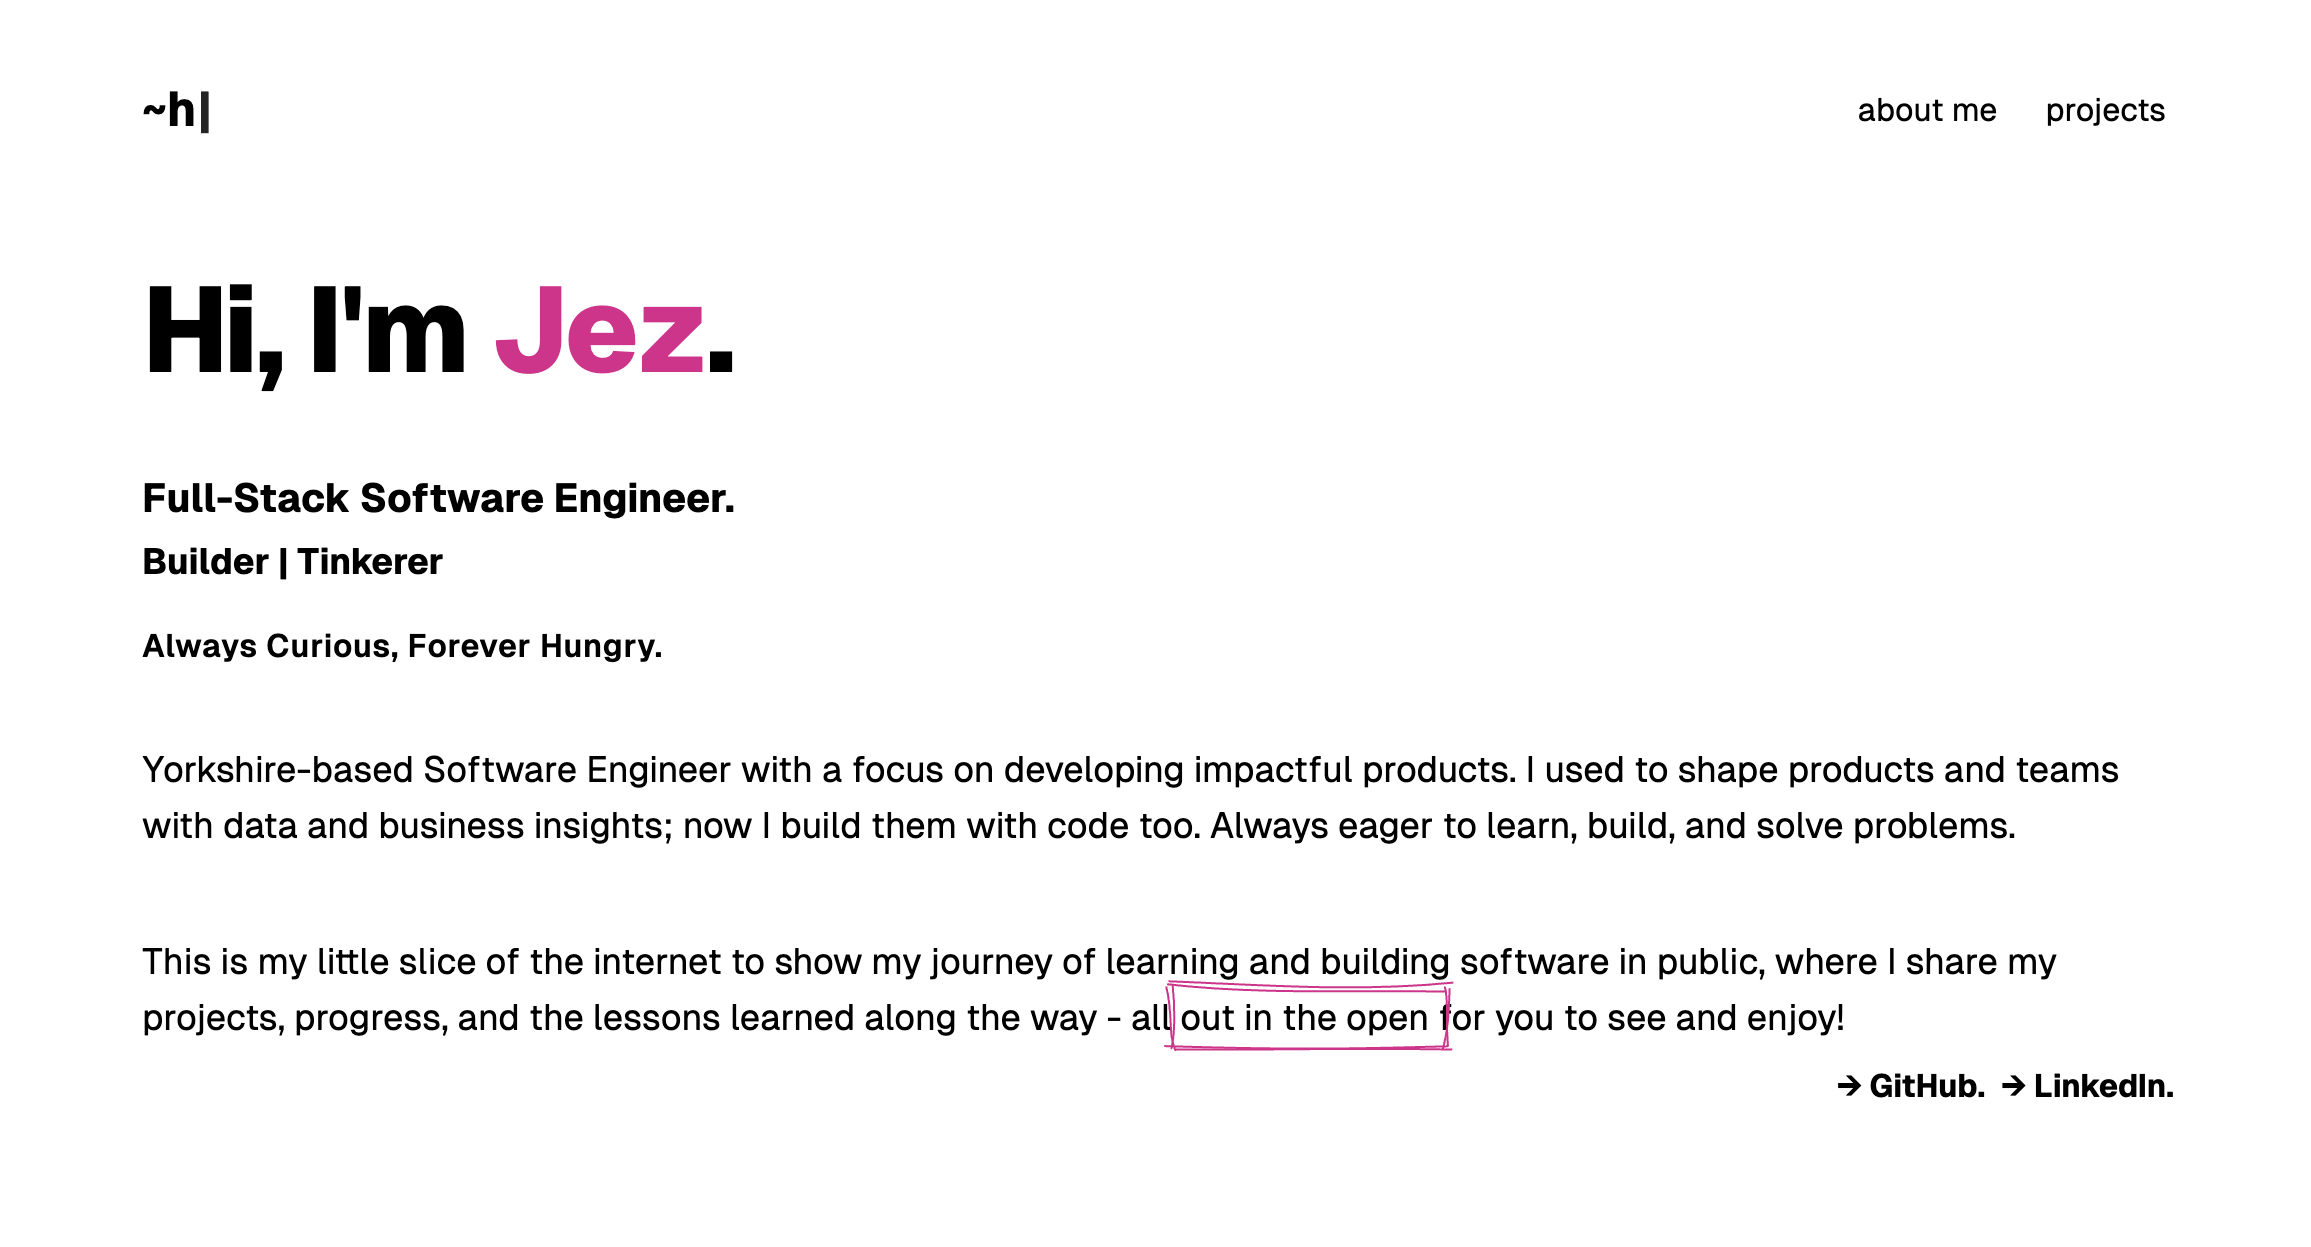 ~h|
about me projects
Hi, I'm Jez.
Full-Stack Software Engineer.
Builder | Tinkerer
Always Curious, Forever Hungry.
Yorkshire-based Software Engineer with a focus on developing impactful products. I used to shape products and teams
with data and business insights; now I build them with code too. Always eager to learn, build, and solve problems.
This is my little slice of the internet to show my journey of learning and building software in public, where I share my
projects, progress, and the lessons learned along the way - all out in the open for you to see and enjoy!
→ GitHub. → LinkedIn.